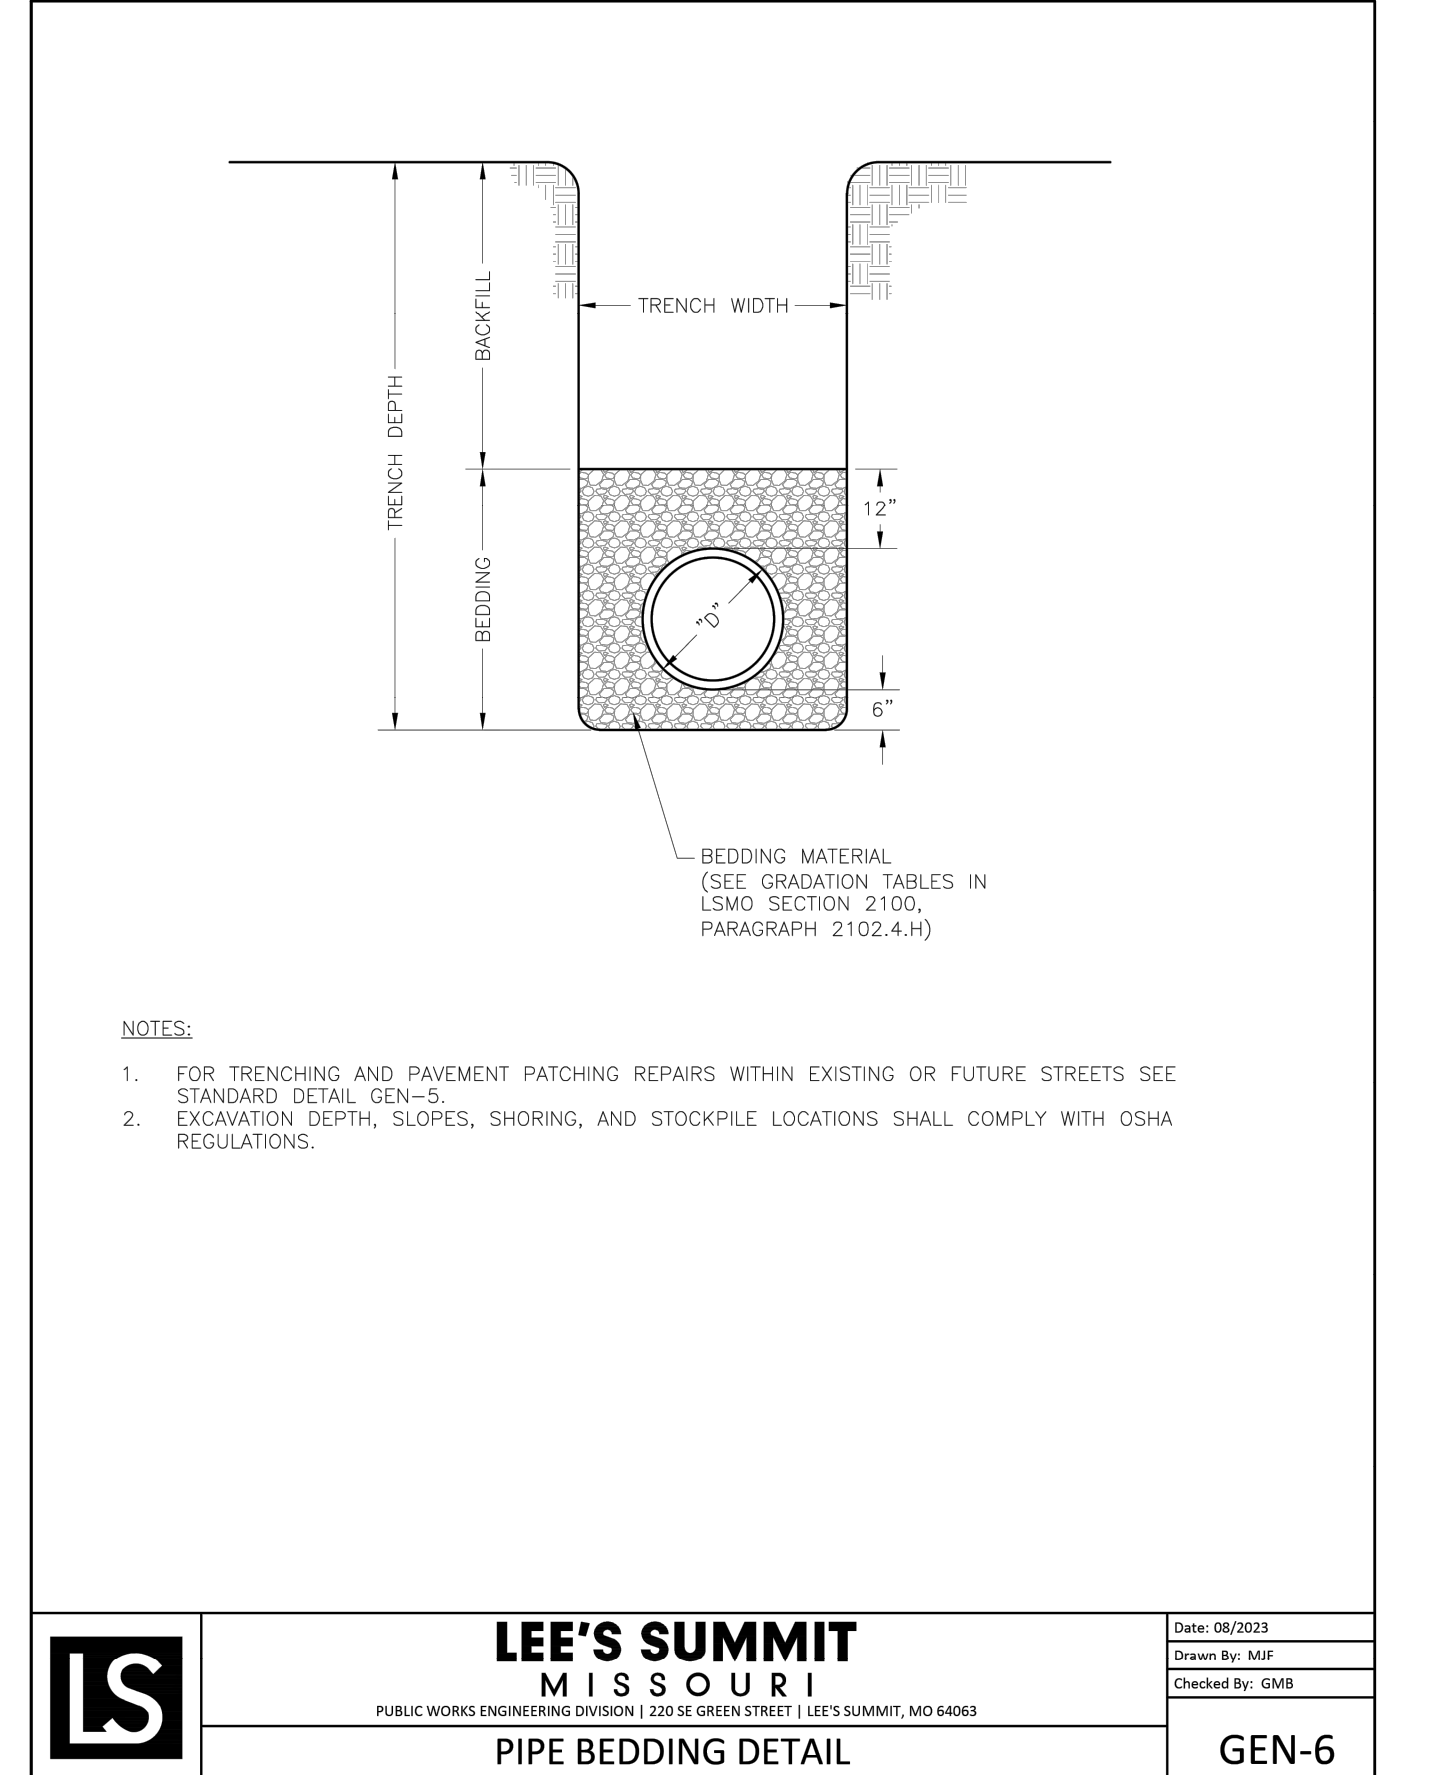 TRENCH DEPTH
BACKFILL
BEDDING
TRENCH WIDTH
12”
”D”
6”
BEDDING MATERIAL
(SEE GRADATION TABLES IN
LSMO SECTION 2100,
PARAGRAPH 2102.4.H)
NOTES:
1. FOR TRENCHING AND PAVEMENT PATCHING REPAIRS WITHIN EXISTING OR FUTURE STREETS SEE
STANDARD DETAIL GEN–5.
2. EXCAVATION DEPTH, SLOPES, SHORING, AND STOCKPILE LOCATIONS SHALL COMPLY WITH OSHA
REGULATIONS.
LS
LEE'S SUMMIT
MISSOURI
PUBLIC WORKS ENGINEERING DIVISION | 220 SE GREEN STREET | LEE'S SUMMIT, MO 64063
PIPE BEDDING DETAIL
Date: 08/2023
Drawn By: MJF
Checked By: GMB
GEN-6